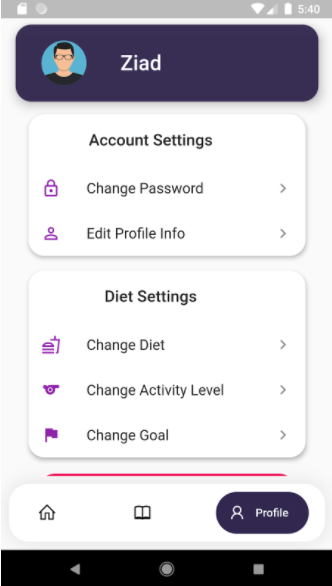 5:40
Ziad
Account Settings
Change Password
Edit Profile Info
Diet Settings
Change Diet
Change Activity Level
Change Goal
Profile